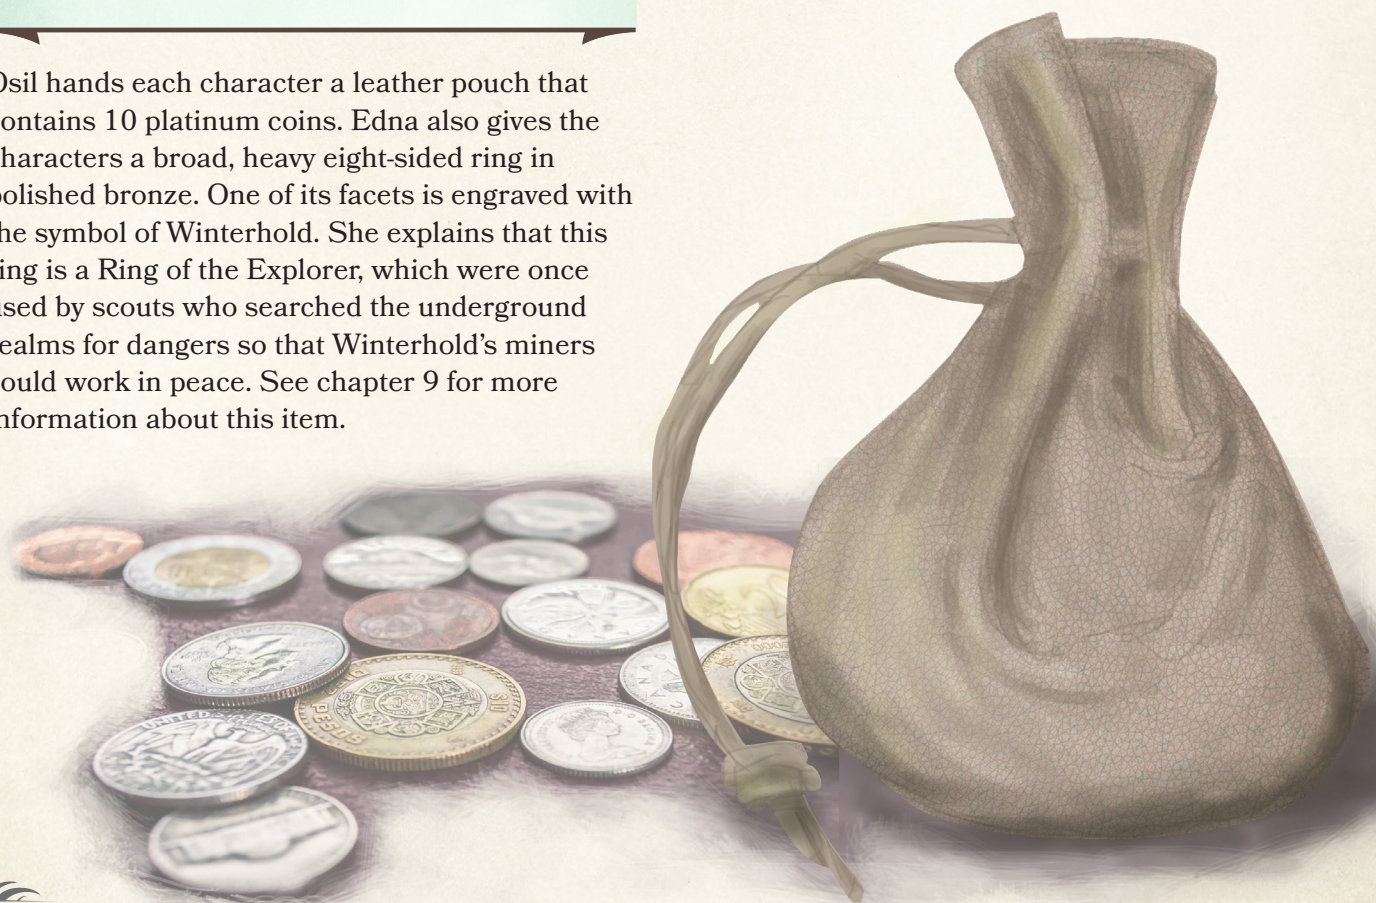 Osil hands each character a leather pouch that
ontains 10 platinum coins. Edna also gives the
haracters a broad, heavy eight-sided ring in
polished bronze. One of its facets is engraved with
he symbol of Winterhold. She explains that this
ing is a Ring of the Explorer, which were once
used by scouts who searched the underground
ealms for dangers so that Winterhold’s miners
ould work in peace. See chapter 9 for more
nformation about this item.
PESOS
$10
UNITED